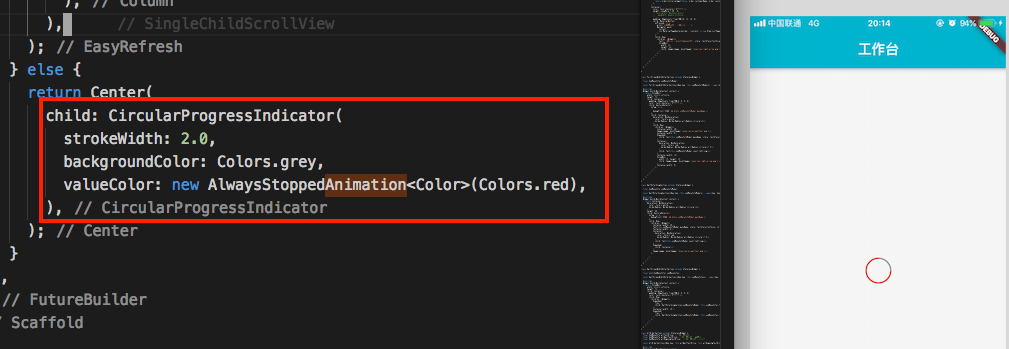 ), // Column
), // SingleChildScrollView
); // EasyRefresh
} else {
return Center(
child: CircularProgressIndicator(
strokeWidth: 2.0,
backgroundColor: Colors.grey,
valueColor: new AlwaysStoppedAnimation<Color>(Colors.red),
), // CircularProgressIndicator
); // Center
}
,
// FutureBuilder
/ Scaffold
中国联通 4G 20:14 94%
DEBUG
工作台